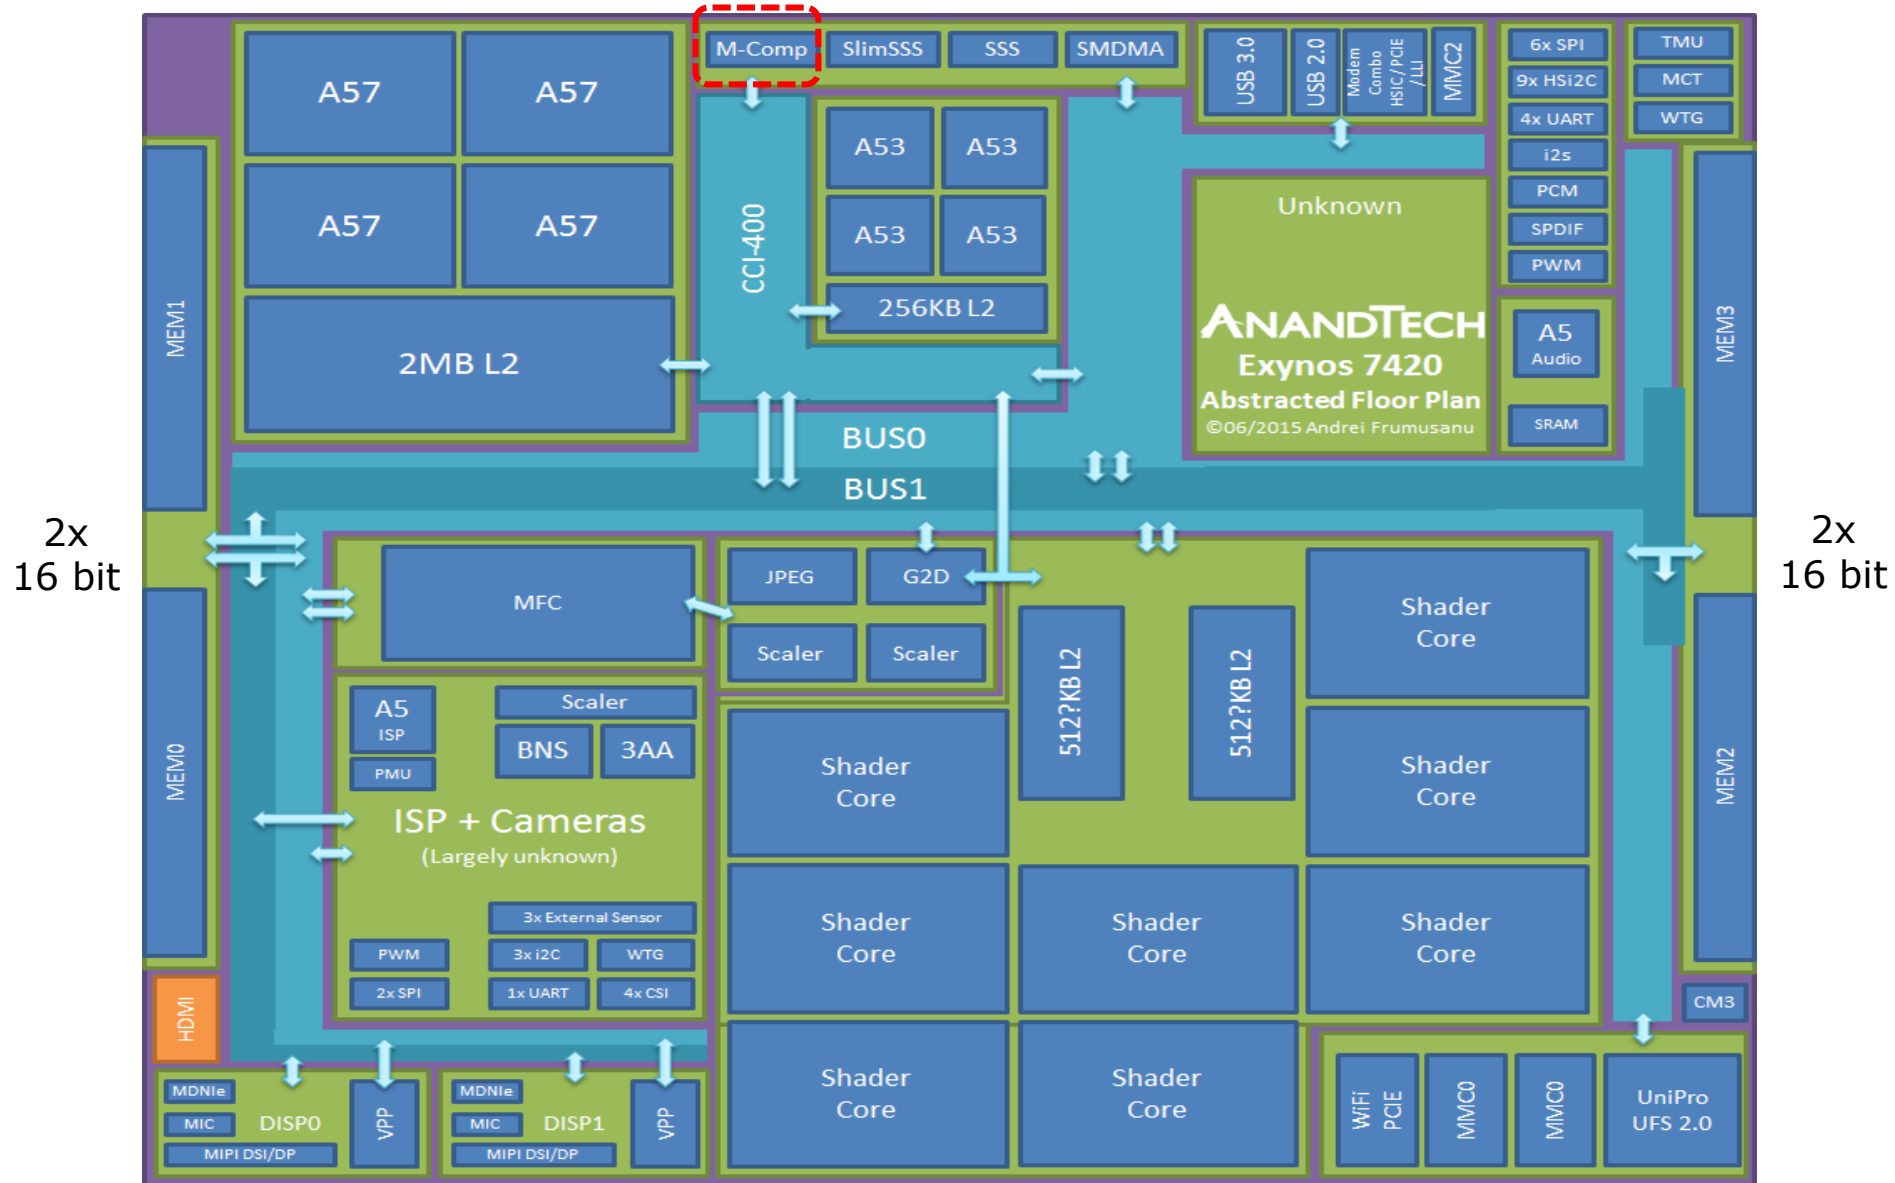 M-Comp
SlimSSS
SSS
SMDMA
A57
A57
A57
A57
2MB L2
CCI-400
A53
A53
A53
A53
256KB L2
USB 3.0
USB 2.0
Modem
Combo
HSIC / PCIE
/ LLI
MMC2
6x SPI
9x HSi2C
4x UART
i2s
PCM
SPDIF
PWM
TMU
MCT
WTG
Unknown
ANANDTECH
Exynos 7420
Abstracted Floor Plan
©06/2015 Andrei Frumusanu
A5
Audio
SRAM
MEM1
MEM0
MEM3
MEM2
2x
16 bit
2x
16 bit
BUS0
BUS1
MFC
JPEG
G2D
Scaler
Scaler
A5
ISP
PMU
Scaler
BNS
3AA
ISP + Cameras
(Largely unknown)
3x External Sensor
PWM
3x i2C
WTG
2x SPI
1x UART
4x CSI
512?KB L2
512?KB L2
Shader
Core
Shader
Core
Shader
Core
Shader
Core
Shader
Core
Shader
Core
Shader
Core
Shader
Core
HDMI
MDNIe
MIC
DISP0
MIPI DSI/DP
VPP
MDNIe
MIC
DISP1
MIPI DSI/DP
VPP
CM3
WiFi
PCIE
MMC0
MMC0
UniPro
UFS 2.0